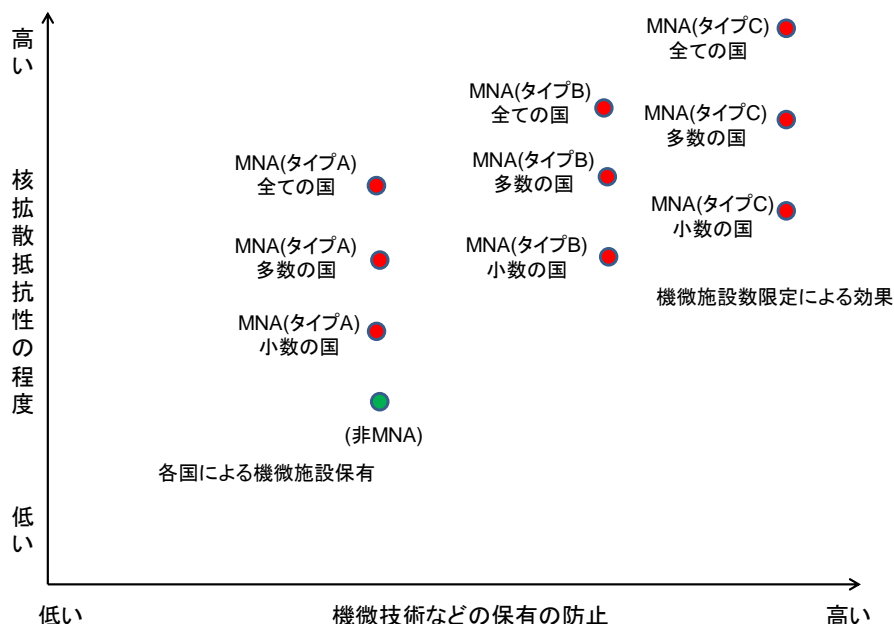 高い
核拡散抵抗性の程度
低い
MNA(タイプC)
全ての国
MNA(タイプB)
全ての国
MNA(タイプC)
多数の国
MNA(タイプA)
全ての国
MNA(タイプB)
多数の国
MNA(タイプC)
小数の国
MNA(タイプA)
多数の国
MNA(タイプB)
小数の国
機微施設数限定による効果
MNA(タイプA)
小数の国
(非MNA)
各国による機微施設保有
低い
機微技術などの保有の防止
高い